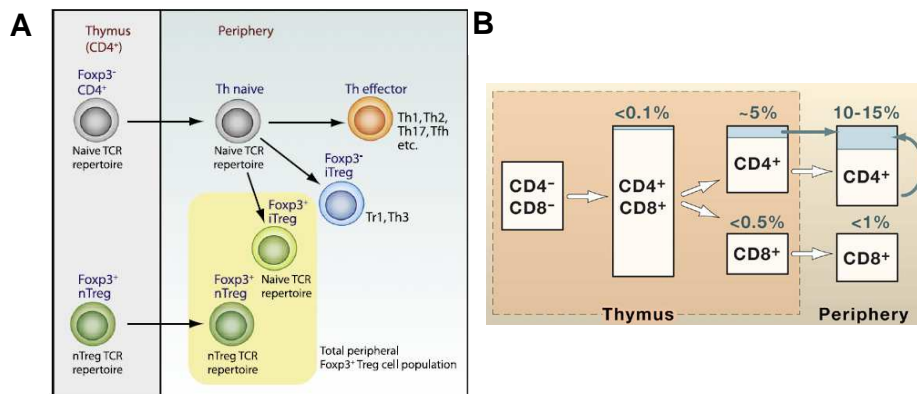 A
Thymus
(CD4+)
Periphery
Foxp3-
CD4+
Naive TCR
repertoire
Th naive
Naive TCR
repertoire
Th effector
Th1, Th2,
Th17, Tfh
etc.
Foxp3-
iTreg
Tr1, Th3
Foxp3+
iTreg
Naive TCR
repertoire
Foxp3+
nTreg
nTreg TCR
repertoire
Foxp3+
nTreg
nTreg TCR
repertoire
Total peripheral
Foxp3+ Treg cell population
B
<0.1%
~5%
10-15%
CD4-
CD8-
CD4+
CD8+
CD4+
CD4+
<0.5%
<1%
CD8+
CD8+
Thymus
Periphery